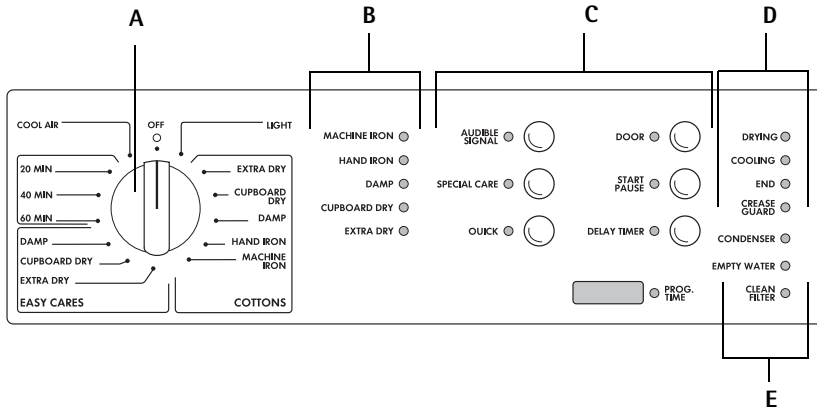 A
B
C
D
COOL AIR
OFF
LIGHT
20 MIN
40 MIN
60 MIN
DAMP
CUPBOARD DRY
EXTRA DRY
EASY CARES
EXTRA DRY
CUPBOARD
DRY
DAMP
HAND IRON
MACHINE
IRON
COTTONS
MACHINE IRON
HAND IRON
DAMP
CUPBOARD DRY
EXTRA DRY
AUDIBLE
SIGNAL
SPECIAL CARE
QUICK
DOOR
START
PAUSE
DELAY TIMER
PROG.
TIME
DRYING
COOLING
END
CREASE
GUARD
CONDENSER
EMPTY WATER
CLEAN
FILTER
E